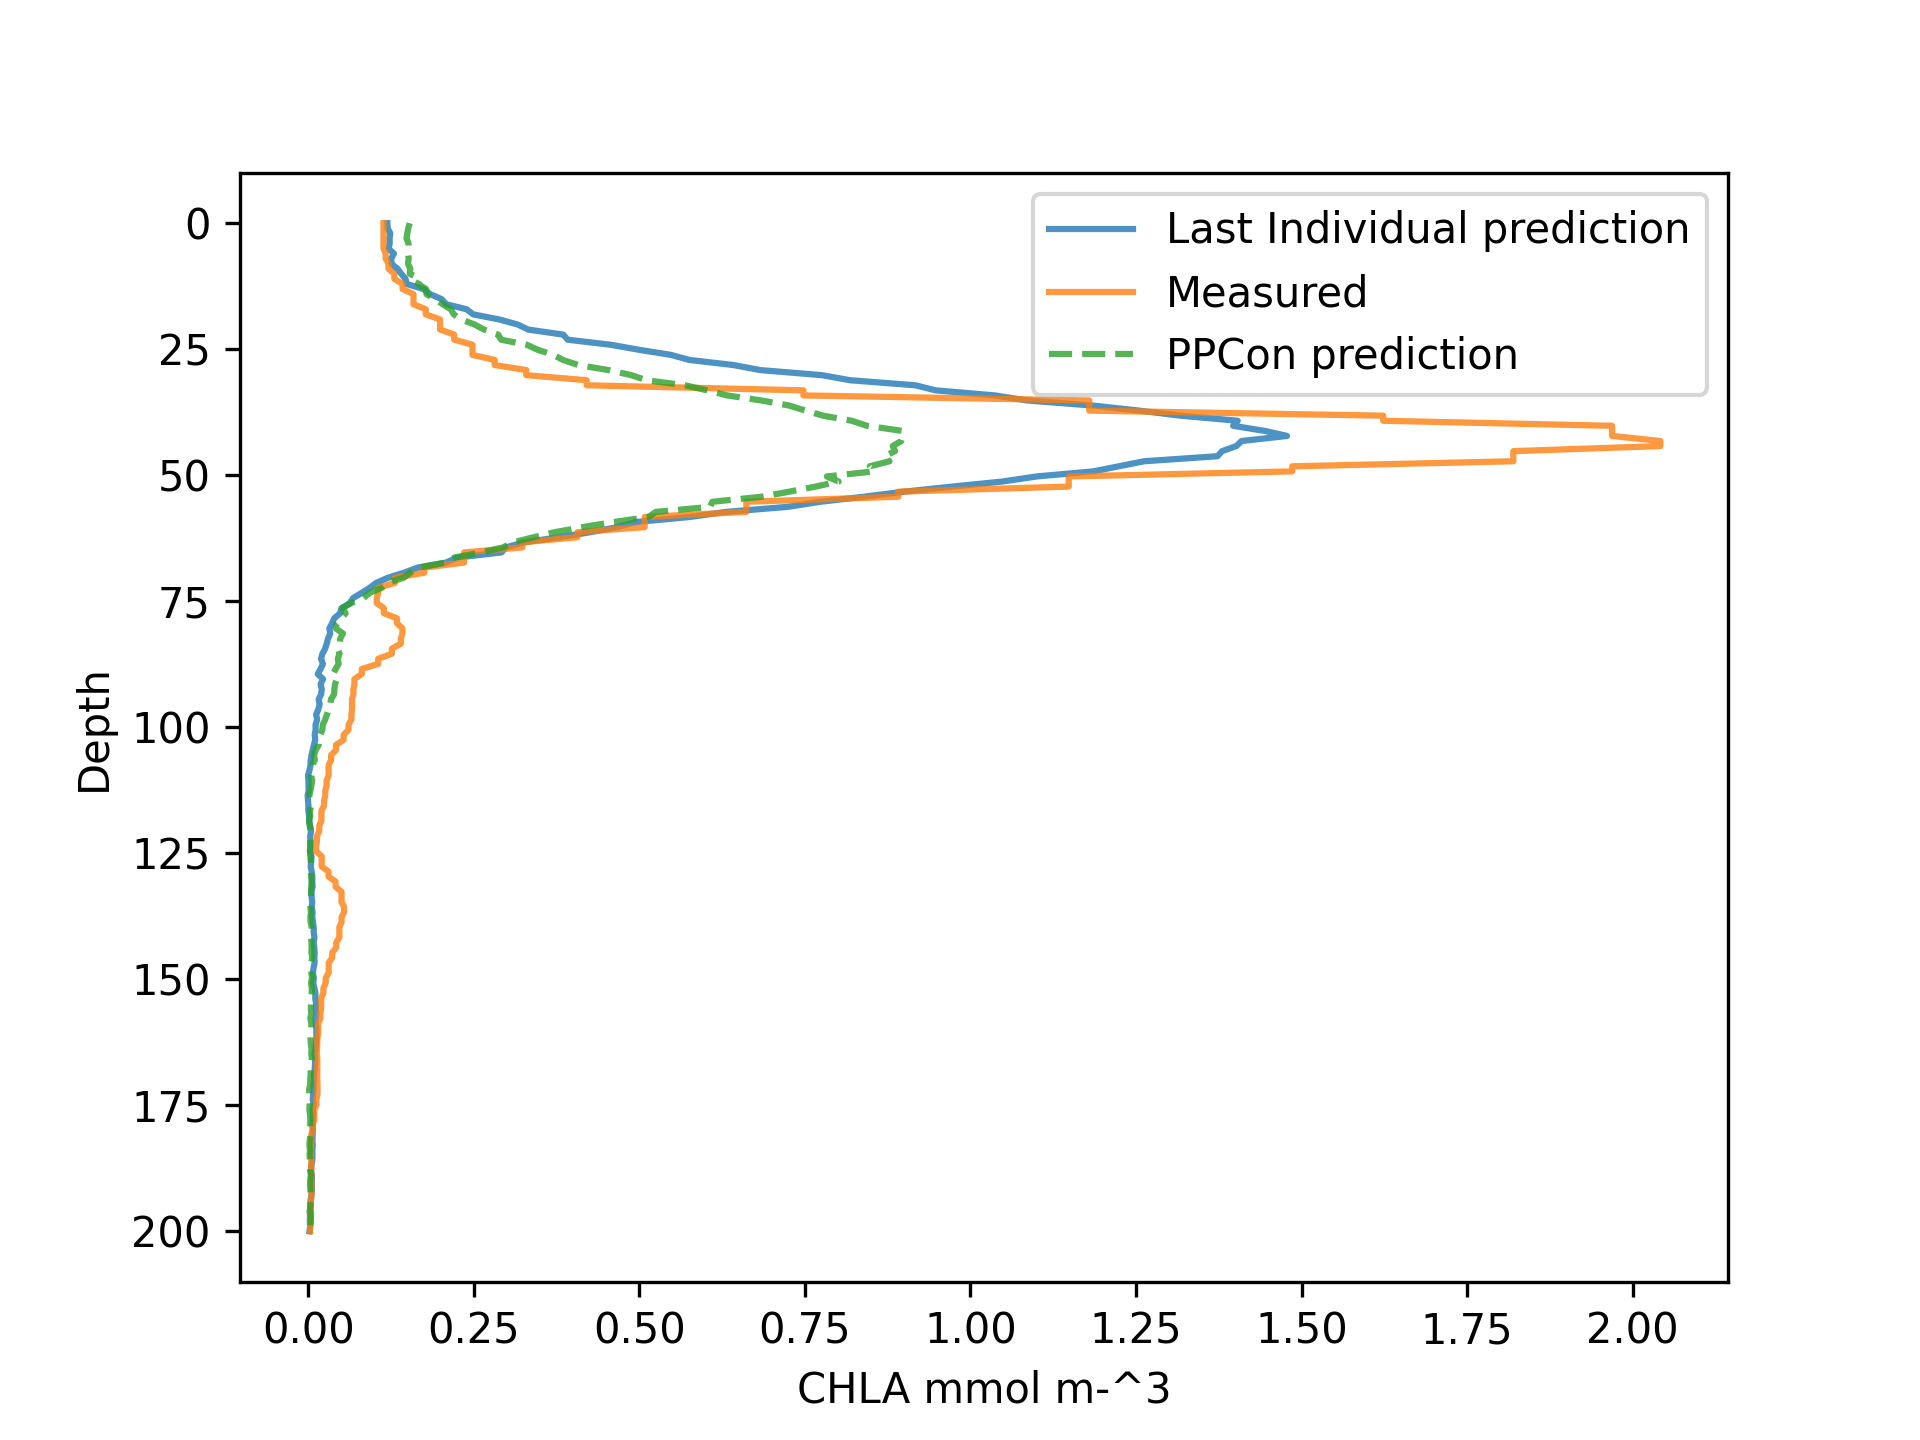 Last Individual prediction
Measured
PPCon prediction
0
25
50
75
100
125
150
175
200
Depth
0.00 0.25 0.50 0.75 1.00 1.25 1.50 1.75 2.00
CHLA mmol m-^3